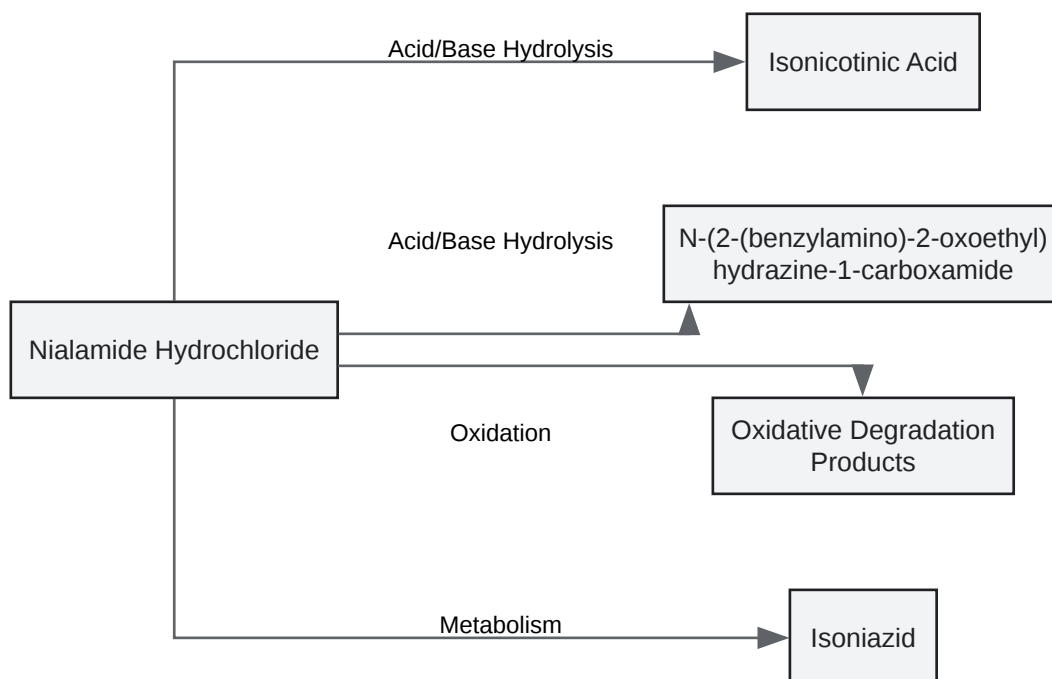 Acid/Base Hydrolysis
Isonicotinic Acid
Acid/Base Hydrolysis
N-(2-(benzylamino)-2-oxoethyl)
hydrazine-1-carboxamide
Nialamide Hydrochloride
Oxidation
Oxidative Degradation
Products
Metabolism
Isoniazid